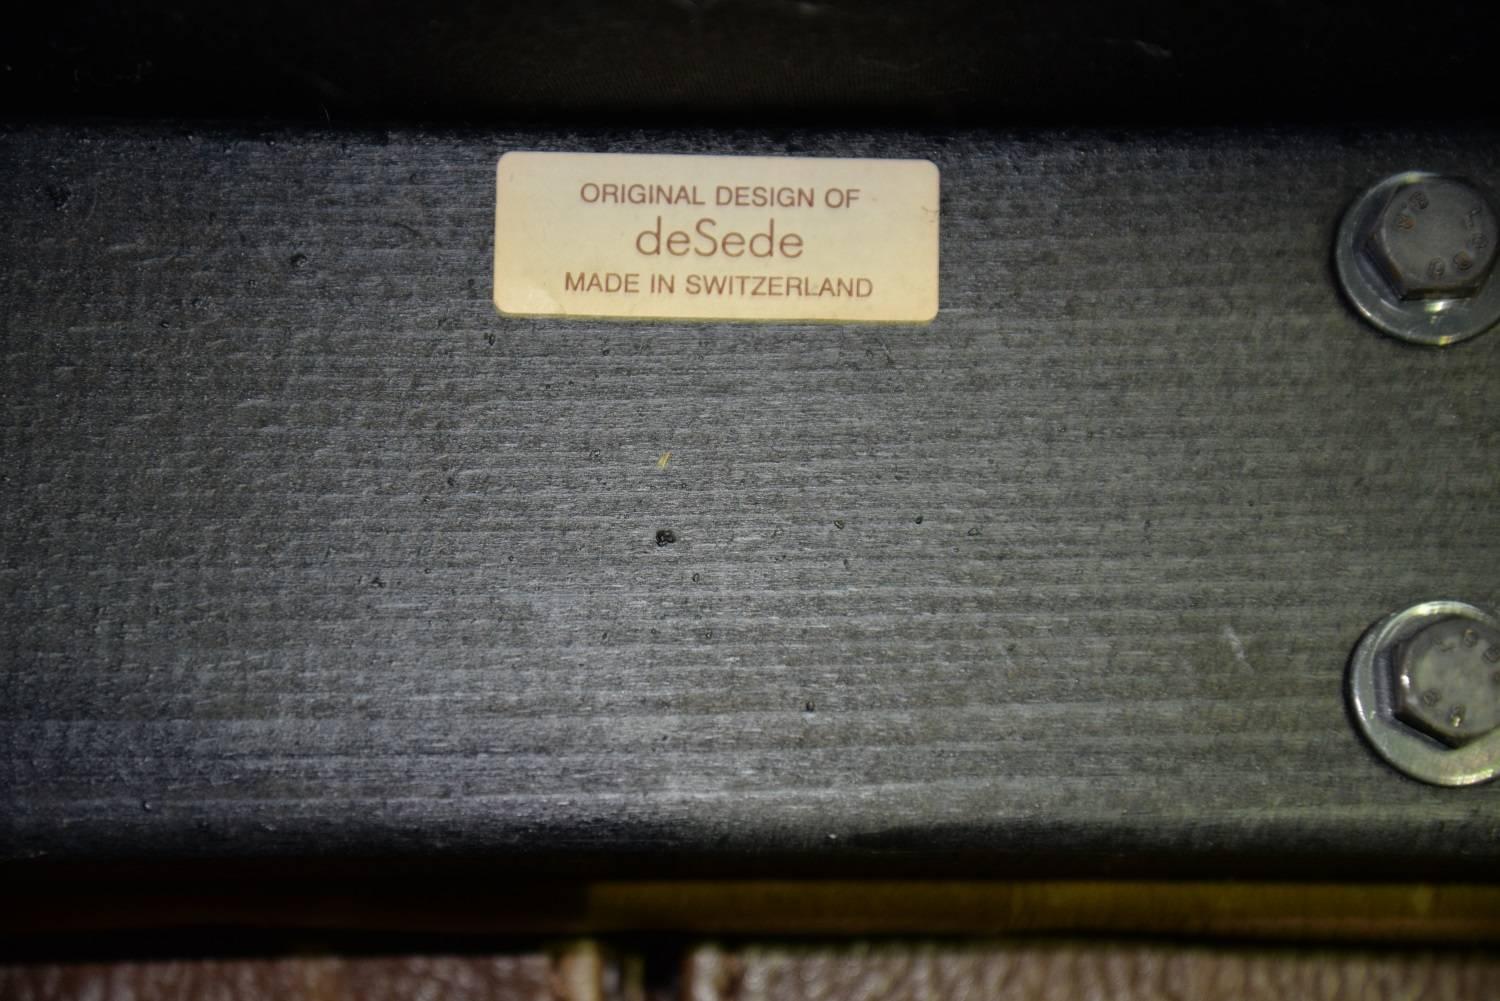 ORIGINAL DESIGN OF
deSede
MADE IN SWITZERLAND